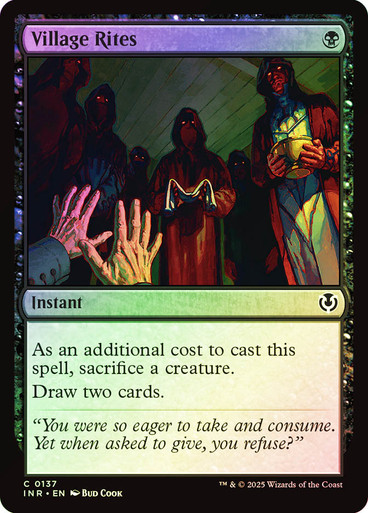 Village Rites
Instant
As an additional cost to cast this
spell, sacrifice a creature.
Draw two cards.
“You were so eager to take and consume.
Yet when asked to give, you refuse?”
C 0137
INR • EN Bud Cook
™ & © 2025 Wizards of the Coast